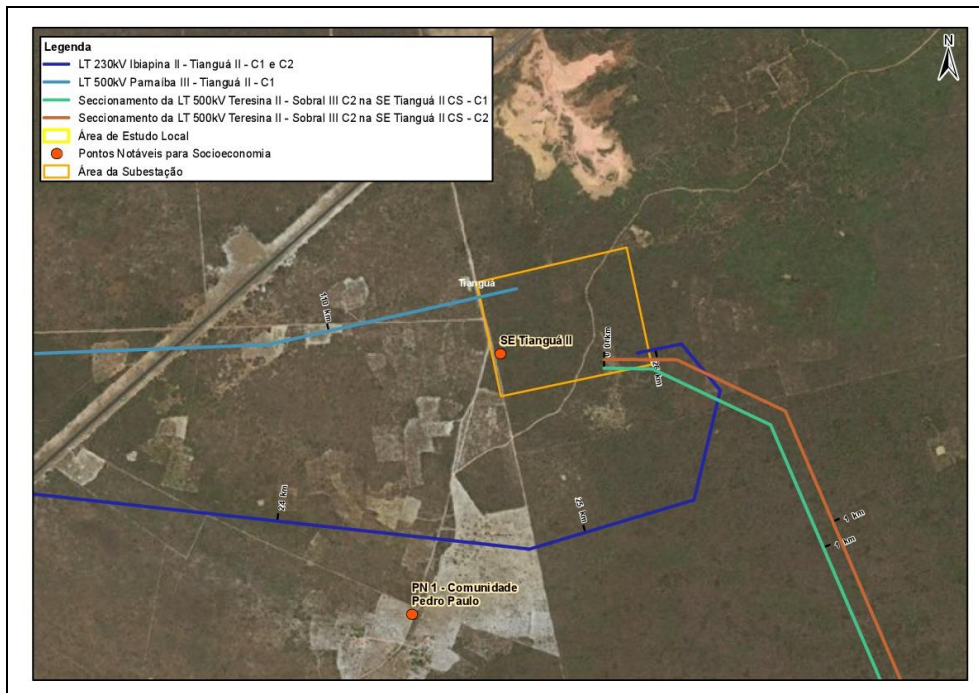 Legenda
LT 230kV Ibiapina II - Tianguá II - C1 e C2
LT 500kV Parnaíba III - Tianguá II - C1
Seccionamento da LT 500kV Teresina II - Sobral III C2 na SE Tianguá II CS - C1
Seccionamento da LT 500kV Teresina II - Sobral III C2 na SE Tianguá II CS - C2
Área de Estudo Local
Pontos Notáveis para Socioeconomia
Área da Subestação
N
Tianguá
110 km
SE Tianguá II
0 km
26 km
24 km
25 km
1 km
1 km
PN 1 - Comunidade
Pedro Paulo